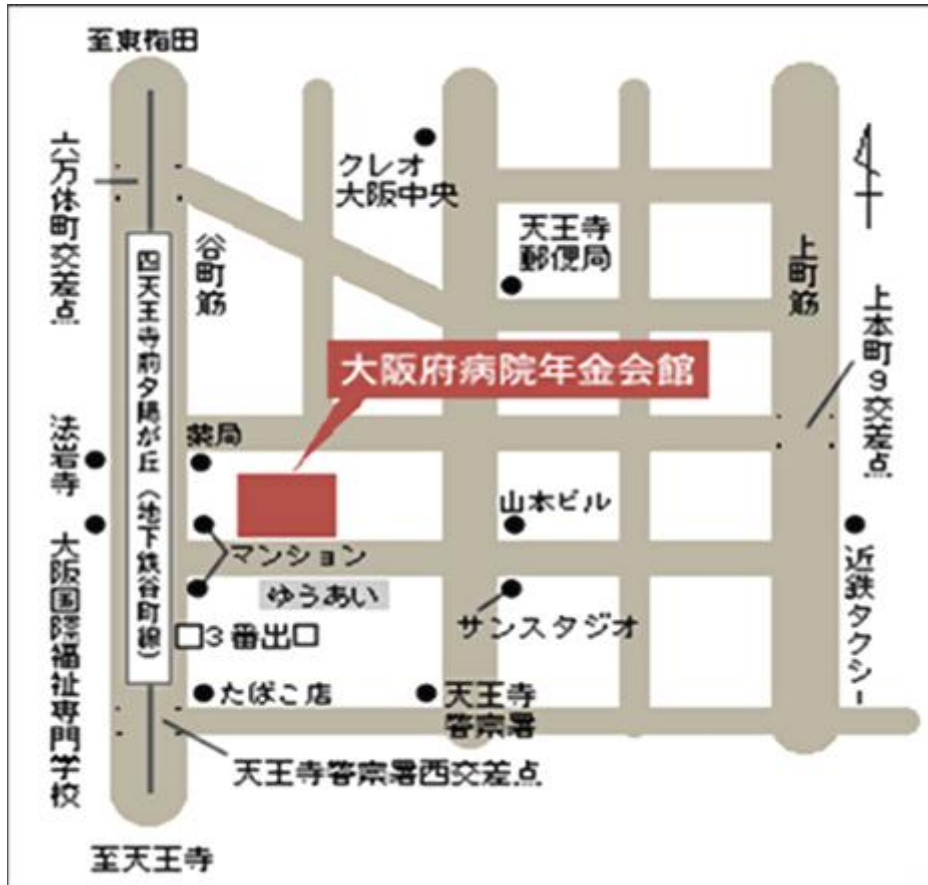 至東梅田
六万体町交差点
谷町筋
クレオ
大阪中央
天王寺
郵便局
上町筋
上本町9交差点
四天王寺前夕陽が丘(地下鉄谷町線)
大阪府病院年金会館
法岩寺
薬局
山本ビル
マンション
ゆうあい
サンスタジオ
近鉄タクシー
大阪国際福祉専門学校
3番出口
たばこ店
天王寺
警察署
天王寺警察署西交差点
至天王寺